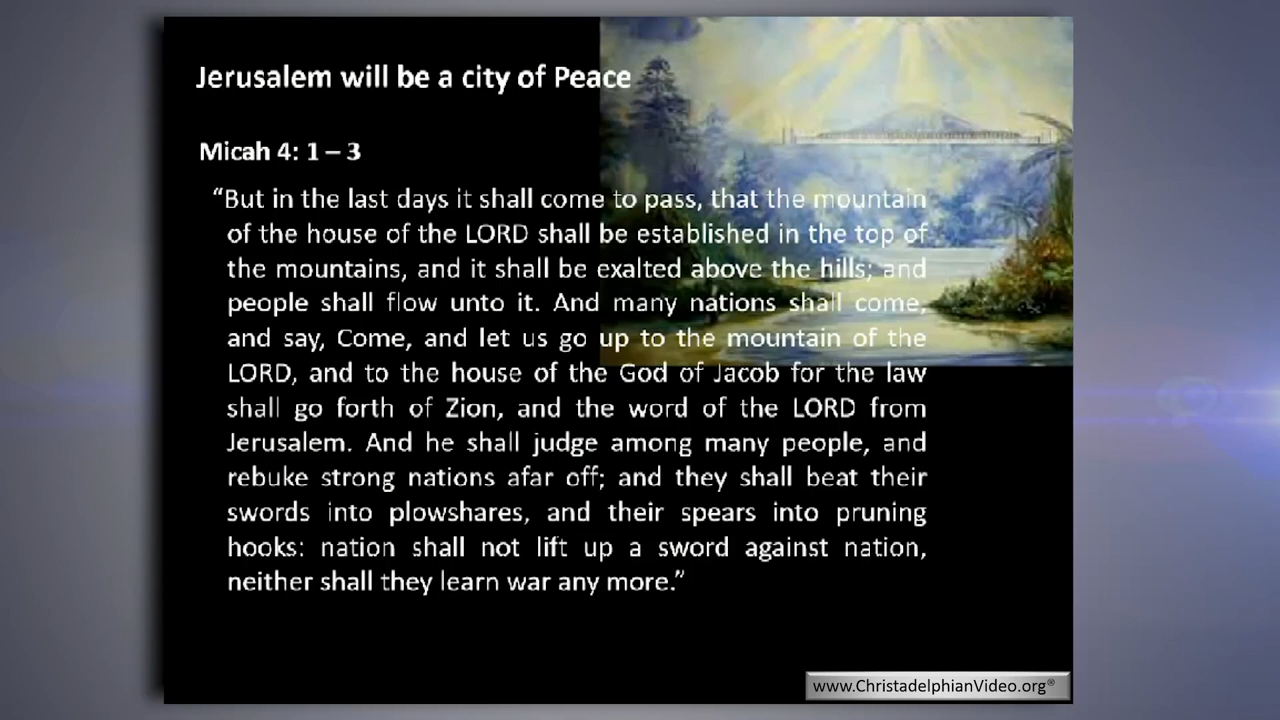 Jerusalem will be a city of Peace
Micah 4: 1 – 3
“But in the last days it shall come to pass, that the mountain
of the house of the LORD shall be established in the top of
the mountains, and it shall be exalted above the hills; and
people shall flow unto it. And many nations shall come,
and say, Come, and let us go up to the mountain of the
LORD, and to the house of the God of Jacob for the law
shall go forth of Zion, and the word of the LORD from
Jerusalem. And he shall judge among many people, and
rebuke strong nations afar off; and they shall beat their
swords into plowshares, and their spears into pruning
hooks: nation shall not lift up a sword against nation,
neither shall they learn war any more.”
www.ChristadelphianVideo.org®